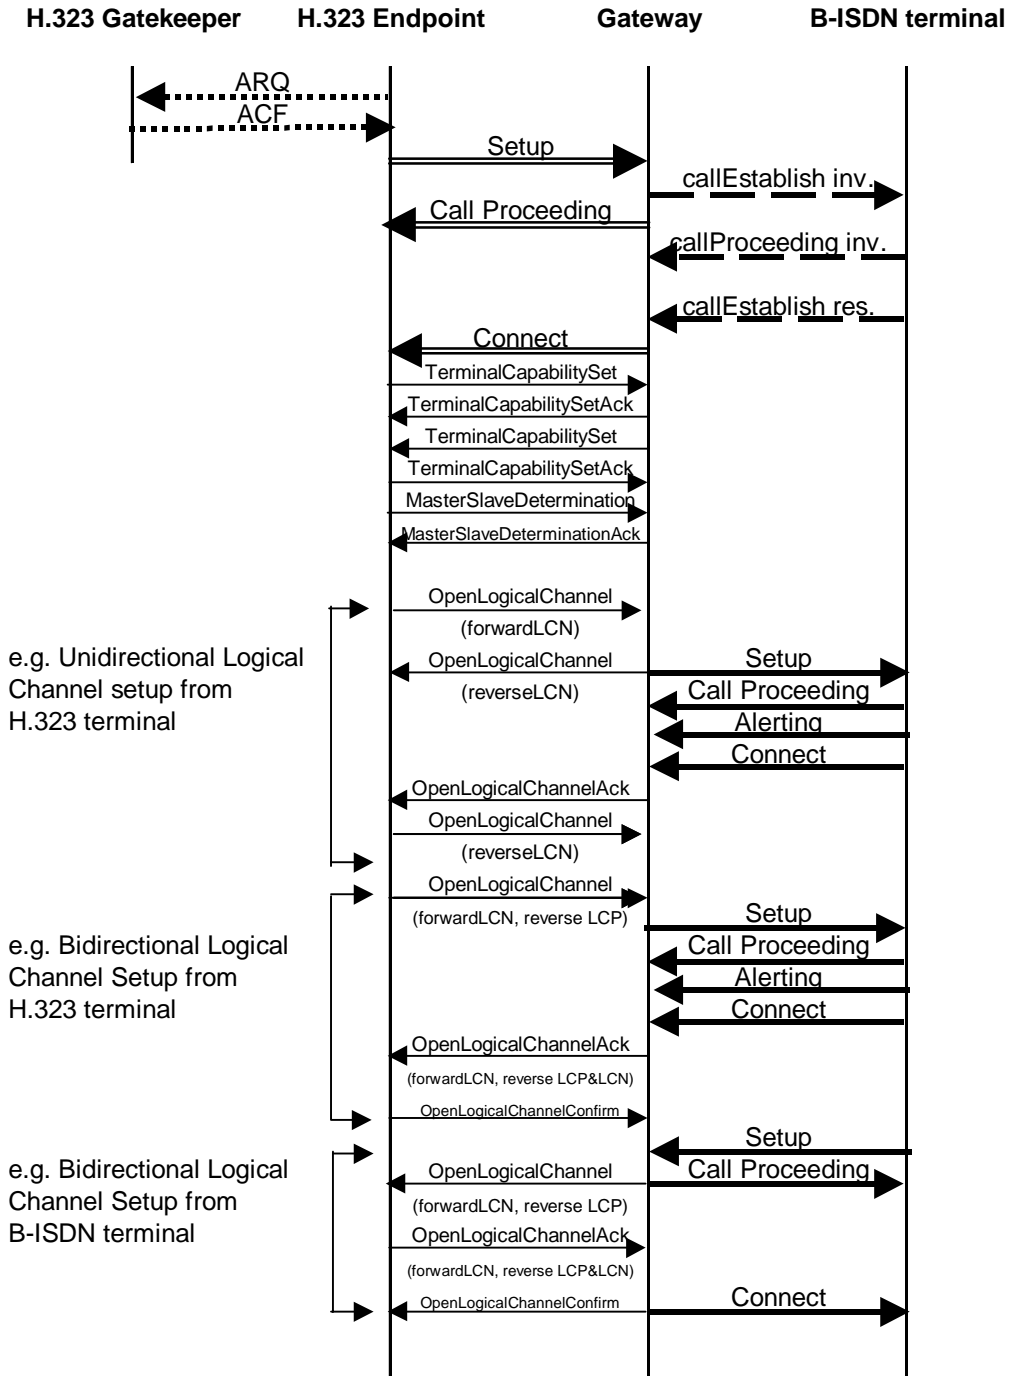 H.323 Gatekeeper H.323 Endpoint Gateway B-ISDN terminal
ARQ
ACF
Setup
callEstablish inv.
Call Proceeding
callProceeding inv.
callEstablish res.
Connect
TerminalCapabilitySet
TerminalCapabilitySetAck
TerminalCapabilitySet
TerminalCapabilitySetAck
MasterSlaveDetermination
MasterSlaveDeterminationAck
OpenLogicalChannel
(forwardLCN)
e.g. Unidirectional Logical
Channel setup from
H.323 terminal
OpenLogicalChannel
(reverseLCN)
Setup
Call Proceeding
Alerting
Connect
OpenLogicalChannelAck
OpenLogicalChannel
(reverseLCN)
OpenLogicalChannel
(forwardLCN, reverse LCP)
e.g. Bidirectional Logical
Channel Setup from
H.323 terminal
Setup
Call Proceeding
Alerting
Connect
OpenLogicalChannelAck
(forwardLCN, reverse LCP&LCN)
OpenLogicalChannelConfirm
Setup
e.g. Bidirectional Logical
Channel Setup from
B-ISDN terminal
OpenLogicalChannel
(forwardLCN, reverse LCP)
Call Proceeding
OpenLogicalChannelAck
(forwardLCN, reverse LCP&LCN)
OpenLogicalChannelConfirm
Connect